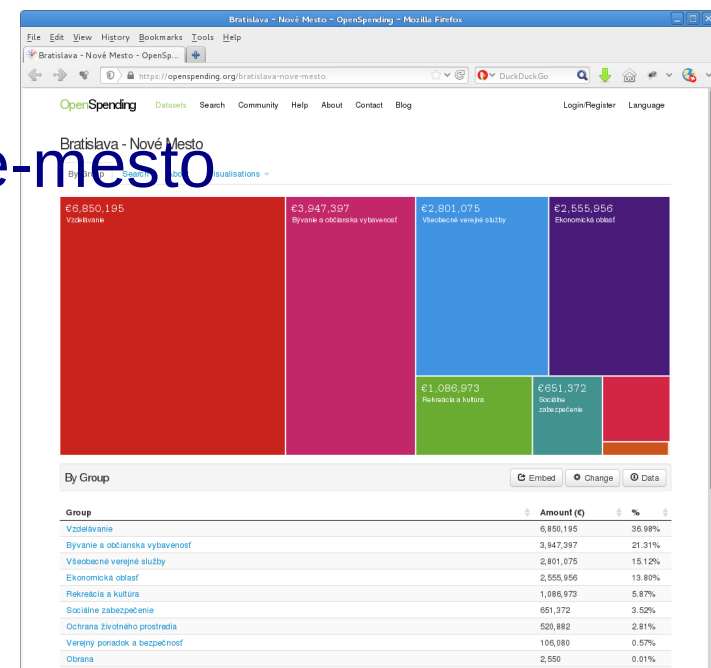 Bratislava - Nové Mesto - OpenSpending - Mozilla Firefox
File Edit View History Bookmarks Tools Help
Bratislava - Nové Mesto - OpenSp...
https://openspending.org/bratislava-nove-mesto
DuckDuckGo
OpenSpending Datasets Search Community Help About Contact Blog Login/Register Language
Bratislava - Nové Mesto
e-mesto
By Group Search About Visualisations
€6,850,195
Vzdelávanie
€3,947,397
Bývanie a občianska vybavenosť
€2,801,075
Všeobecné verejné služby
€2,555,956
Ekonomická oblasť
€1,086,973
Rekreácia a kultúra
€651,372
Sociálne
zabezpečenie
By Group Embed Change Data
Group Amount (€) %
Vzdelávanie 6,850,195 36.98%
Bývanie a občianska vybavenosť 3,947,397 21.31%
Všeobecné verejné služby 2,801,075 15.12%
Ekonomická oblasť 2,555,956 13.80%
Rekreácia a kultúra 1,086,973 5.87%
Sociálne zabezpečenie 651,372 3.52%
Ochrana životného prostredia 520,882 2.81%
Verejný poriadok a bezpečnosť 106,080 0.57%
Obrana 2,550 0.01%